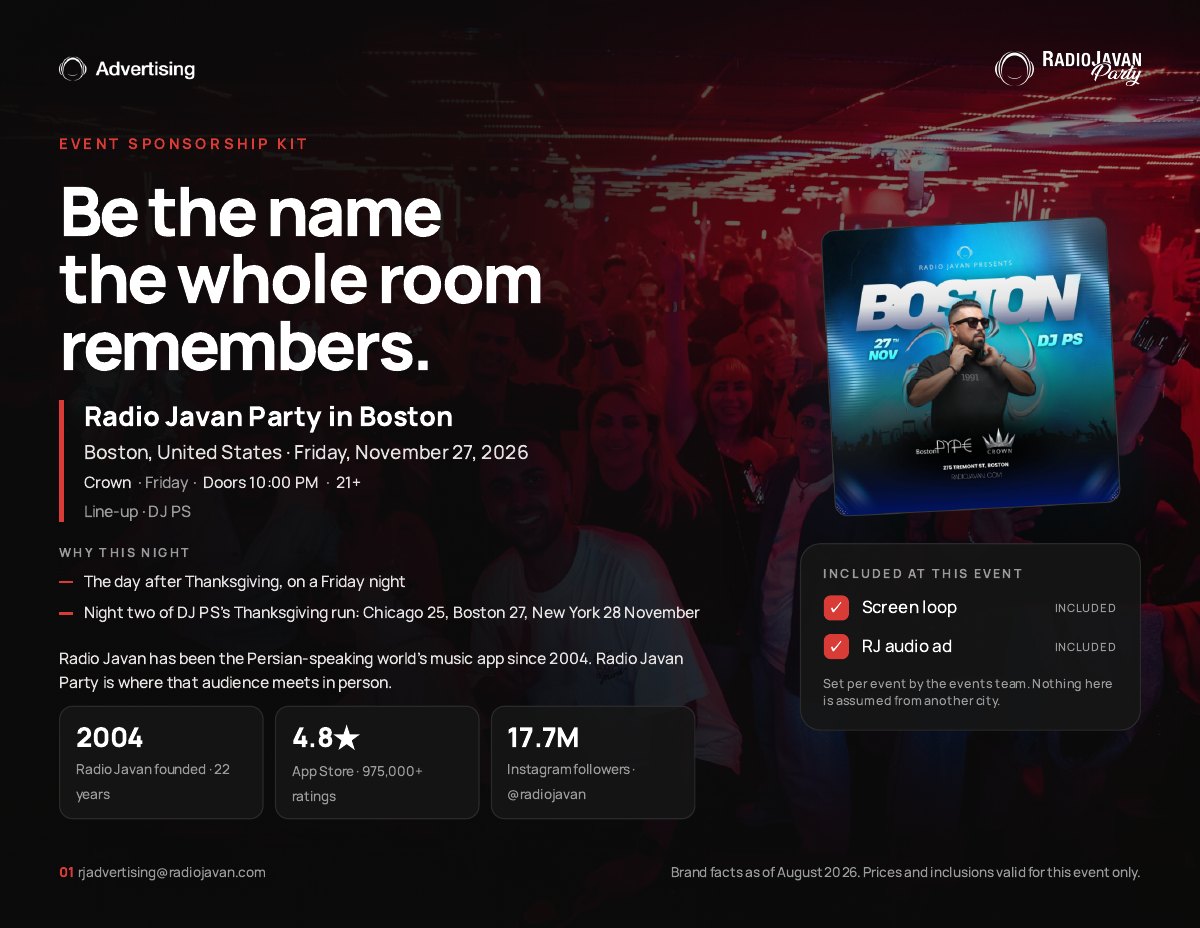 Advertising
RADIOJAVAN
Party
EVENT SPONSORSHIP KIT
Be the name
the whole room
remembers.
Radio Javan Party in Boston
Boston, United States · Friday, November 27, 2026
Crown · Friday · Doors 10:00 PM · 21+
Line-up · DJ PS
WHY THIS NIGHT
— The day after Thanksgiving, on a Friday night
— Night two of DJ PS's Thanksgiving run: Chicago 25, Boston 27, New York 28 November
Radio Javan has been the Persian-speaking world's music app since 2004. Radio Javan
Party is where that audience meets in person.
2004
Radio Javan founded · 22
years
4.8★
App Store · 975,000+
ratings
17.7M
Instagram followers ·
@radiojavan
RADIO JAVAN PRESENTS
BOSTON
27TH
NOV
DJ PS
1991
Boston PYPE
CROWN
275 TREMONT ST, BOSTON
RADIOJAVAN.COM
INCLUDED AT THIS EVENT
✓ Screen loop INCLUDED
✓ RJ audio ad INCLUDED
Set per event by the events team. Nothing here
is assumed from another city.
01 rjadvertising@radiojavan.com
Brand facts as of August 2026. Prices and inclusions valid for this event only.